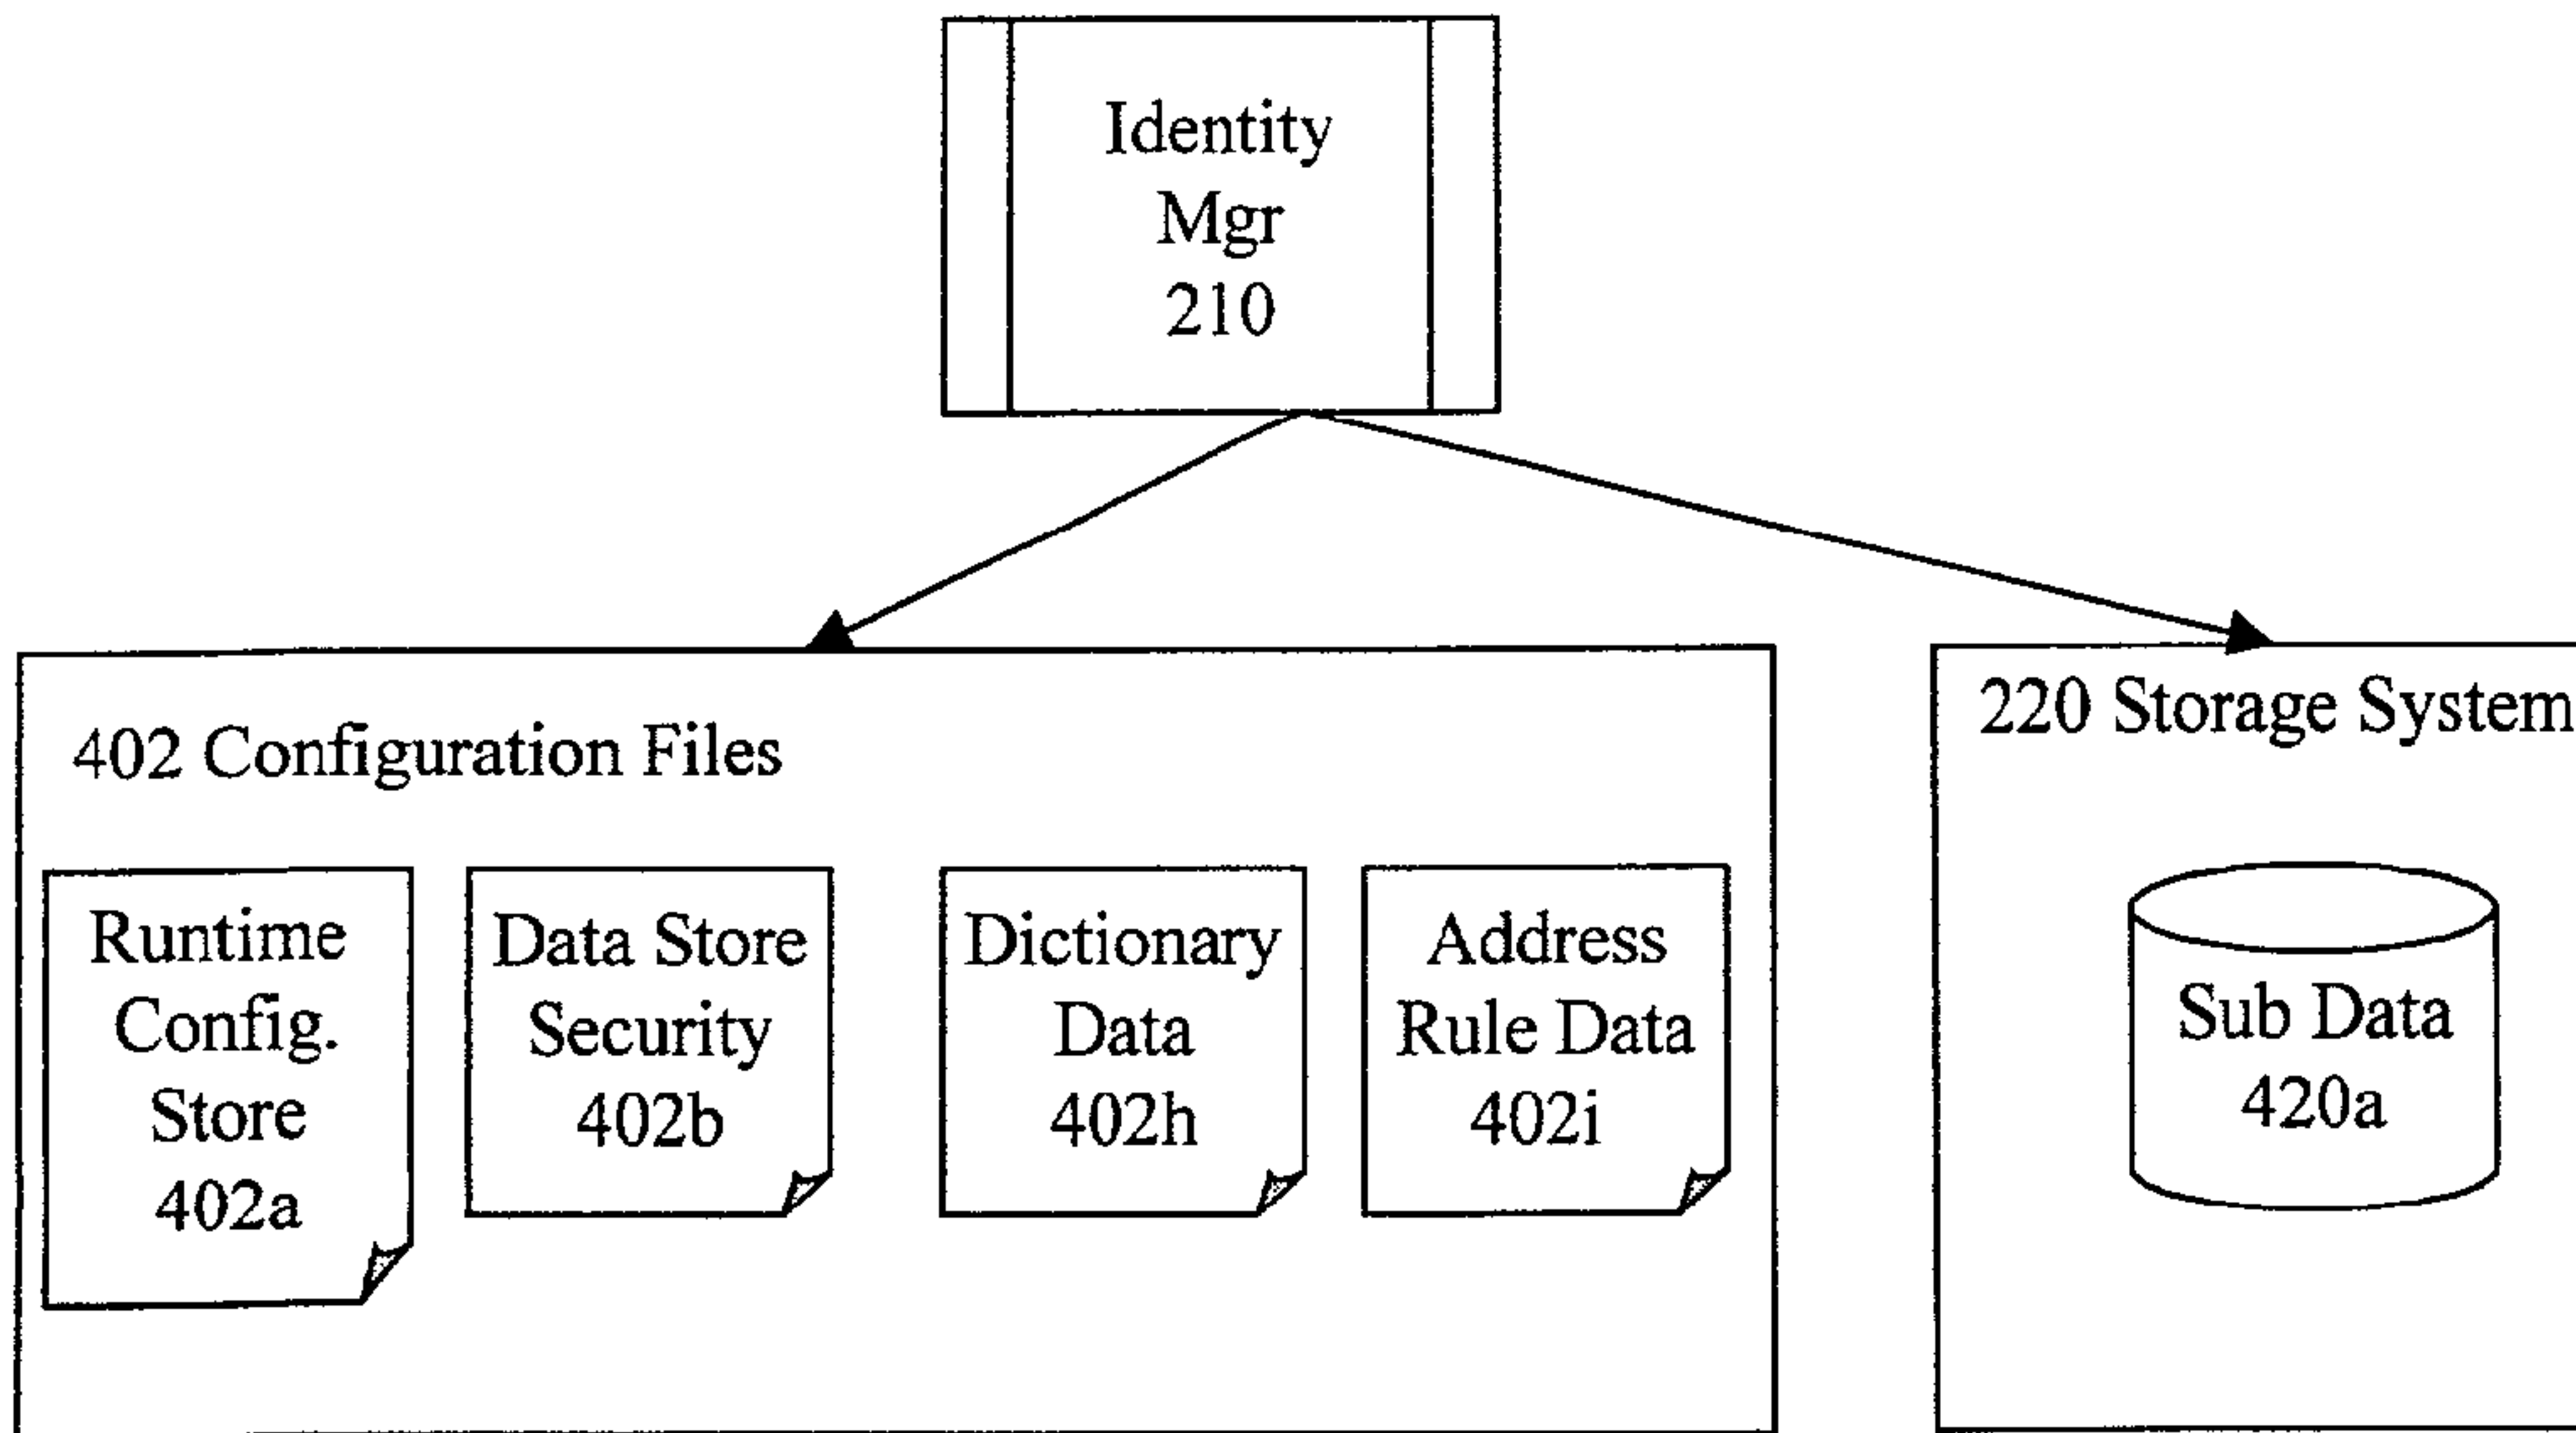 Identity
Mgr
210
402 Configuration Files
220 Storage System
Runtime
Config.
Store
402a
Data Store
Security
402b
Dictionary
Data
402h
Address
Rule Data
402i
Sub Data
420a